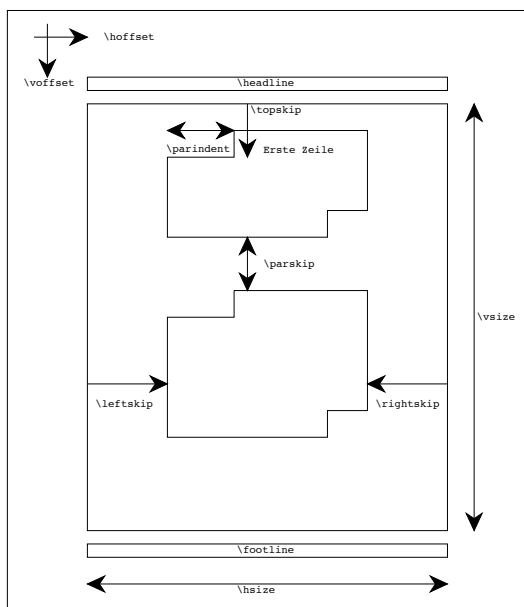 \hoffset
\voffset
\headline
\topskip
\parindent
Erste Zeile
\parskip
\vsize
\leftskip
\rightskip
\footline
\hsize